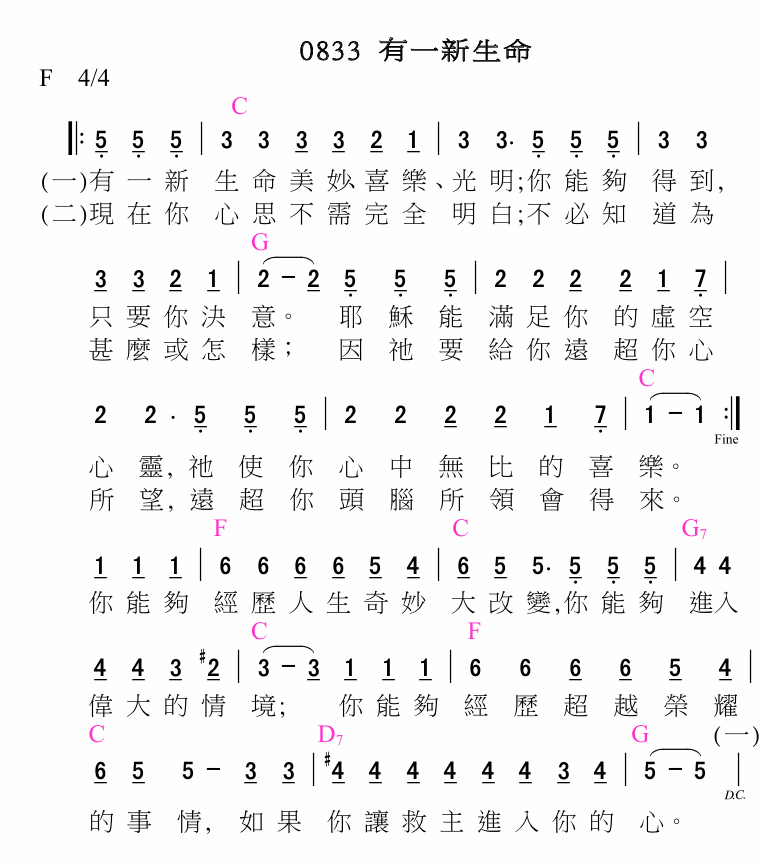 0833 有一新生命
F 4/4
C
5 5 5 | 3 3 3 3 2 1 | 3 3. 5 5 5 | 3 3
(一)有一新 生命美妙、喜樂、光明;你能夠 得到,
(二)現在你 心思不需完全 明白;不必知 道為
G
3 3 2 1 | 2 - 2 5 5 5 | 2 2 2 2 1 7 |
只要你決 意。 耶穌能 滿足你的虛空
甚麼或怎 樣; 因祂要 給你遠超你心
C
2 2. 5 5 5 | 2 2 2 2 1 7 | 1 - 1 :|
Fine
心靈,祂使你 心中無比的喜 樂。
所望,遠超你 頭腦所領會得 來。
F C G7
1 1 1 | 6 6 6 6 5 4 | 6 5 5. 5 5 5 | 4 4
你能夠 經歷人生奇妙 大改變,你能夠 進入
C F
4 4 3 #2 | 3 - 3 1 1 1 | 6 6 6 6 5 4 |
偉大的情 境; 你能夠 經歷超越榮耀
C D7 G (一)
6 5 5 - 3 3 | #4 4 4 4 4 4 3 4 | 5 - 5 |
D.C.
的事情, 如果 你讓救主進入你的 心。